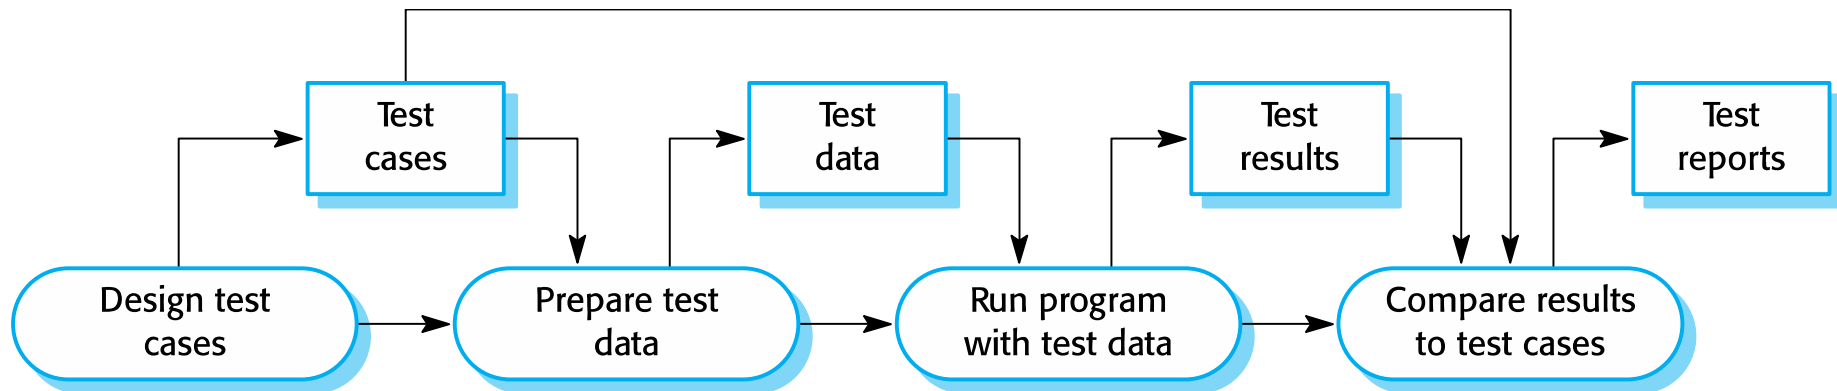 Test
cases
Test
data
Test
results
Test
reports
Design test
cases
Prepare test
data
Run program
with test data
Compare results
to test cases